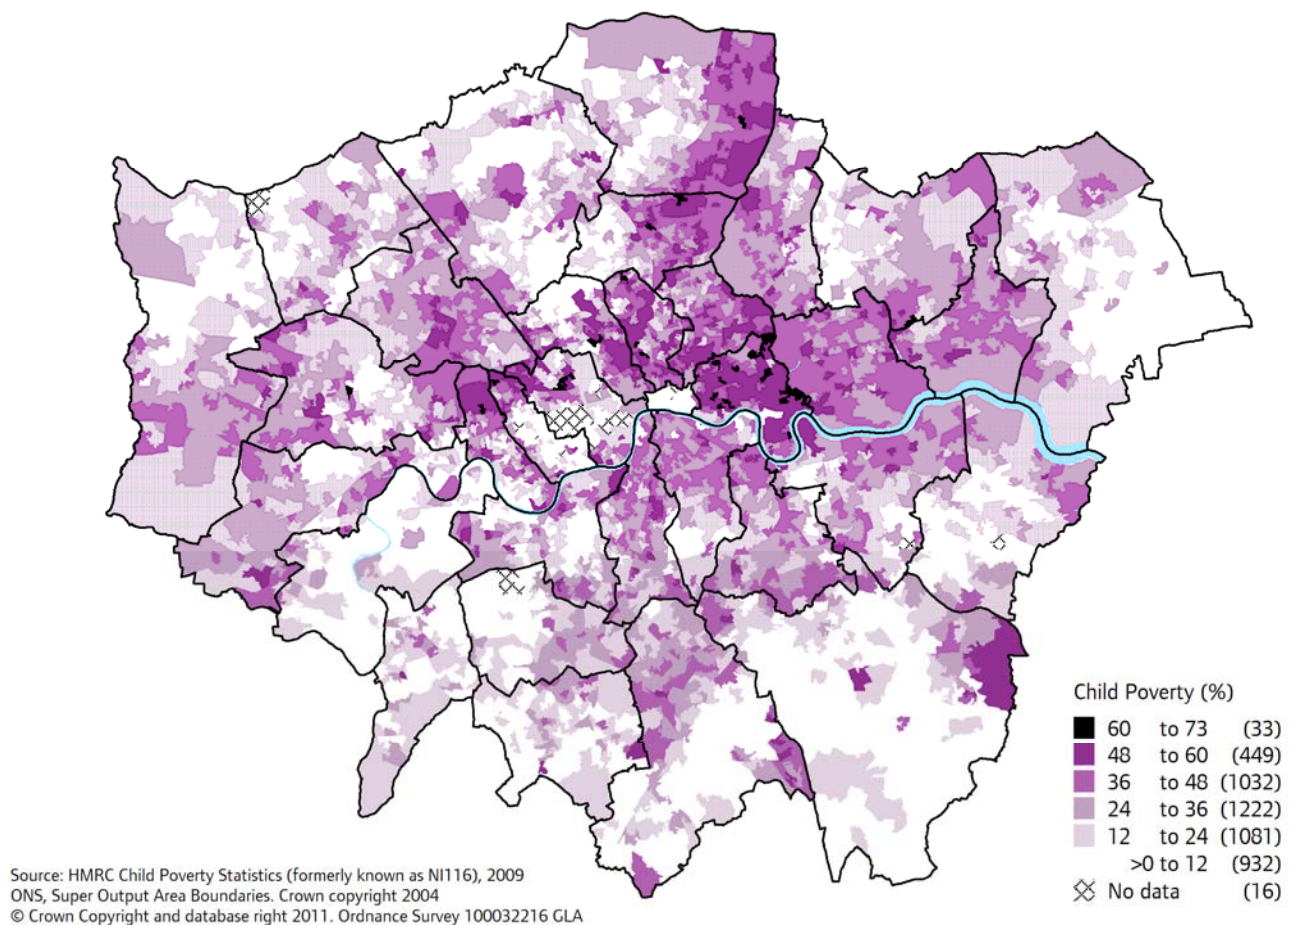 Child Poverty (%)
60 to 73 (33)
48 to 60 (449)
36 to 48 (1032)
24 to 36 (1222)
12 to 24 (1081)
>0 to 12 (932)
No data (16)
Source: HMRC Child Poverty Statistics (formerly known as NI116), 2009
ONS, Super Output Area Boundaries. Crown copyright 2004
© Crown Copyright and database right 2011. Ordnance Survey 100032216 GLA